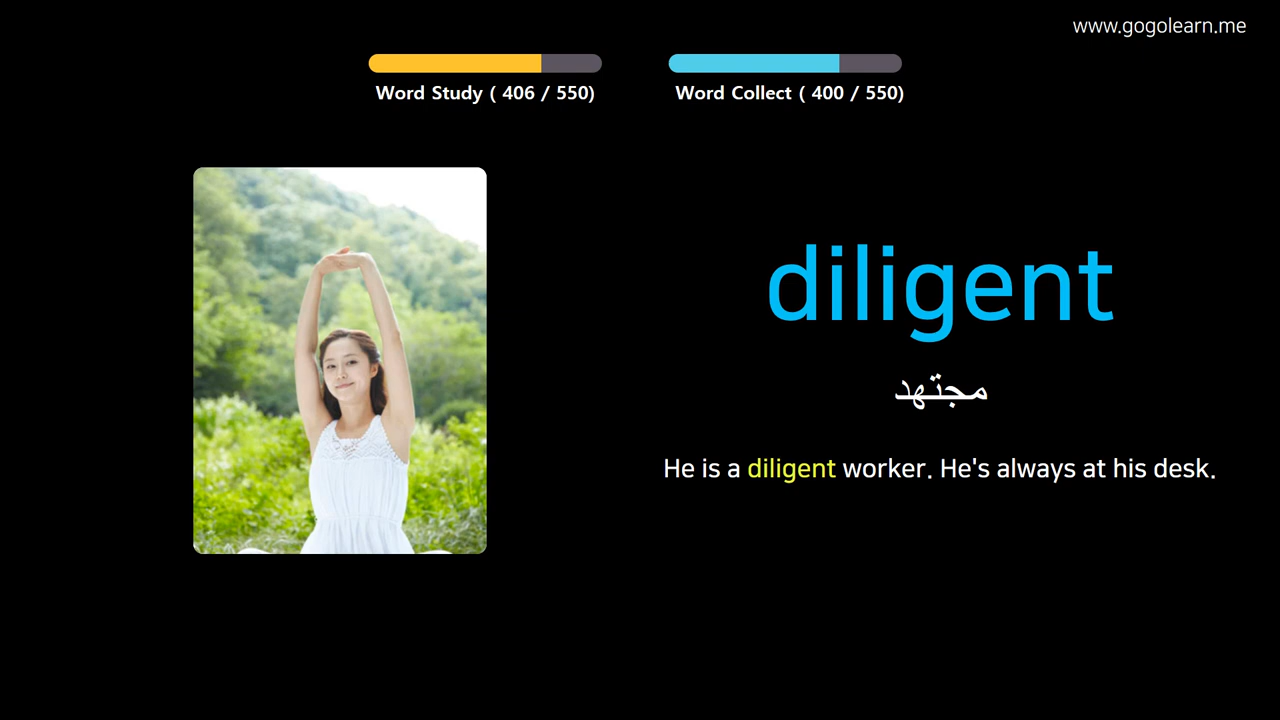 www.gogolearn.me
Word Study ( 406 / 550)
Word Collect ( 400 / 550)
diligent
مجتهد
He is a diligent worker. He's always at his desk.